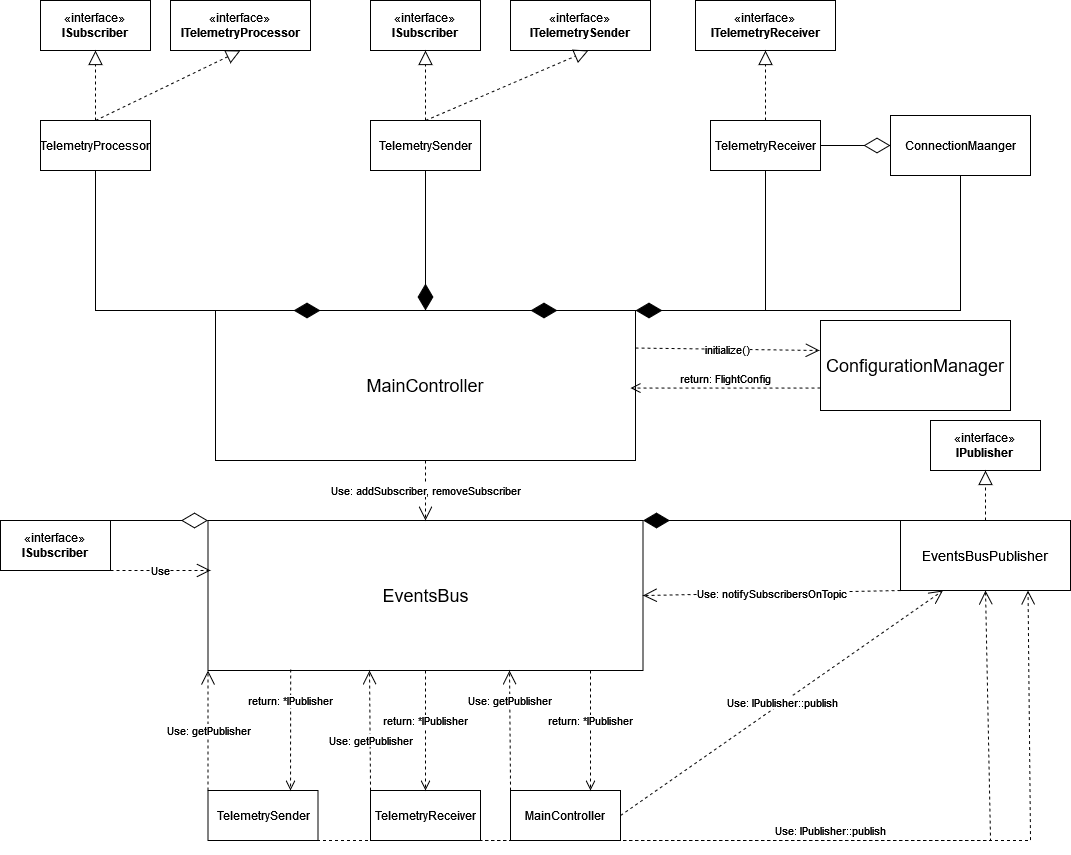 «interface»
ISubscriber
«interface»
ITelemetryProcessor
«interface»
ISubscriber
«interface»
ITelemetrySender
«interface»
ITelemetryReceiver
TelemetryProcessor
TelemetrySender
TelemetryReceiver
ConnectionMaanger
MainController
initialize()
return: FlightConfig
ConfigurationManager
«interface»
IPublisher
Use: addSubscriber, removeSubscriber
«interface»
ISubscriber
Use
EventsBus
Use: notifySubscribersOnTopic
EventsBusPublisher
Use: getPublisher
return: *IPublisher
Use: getPublisher
return: *IPublisher
Use: getPublisher
return: *IPublisher
Use: IPublisher::publish
TelemetrySender
TelemetryReceiver
MainController
Use: IPublisher::publish